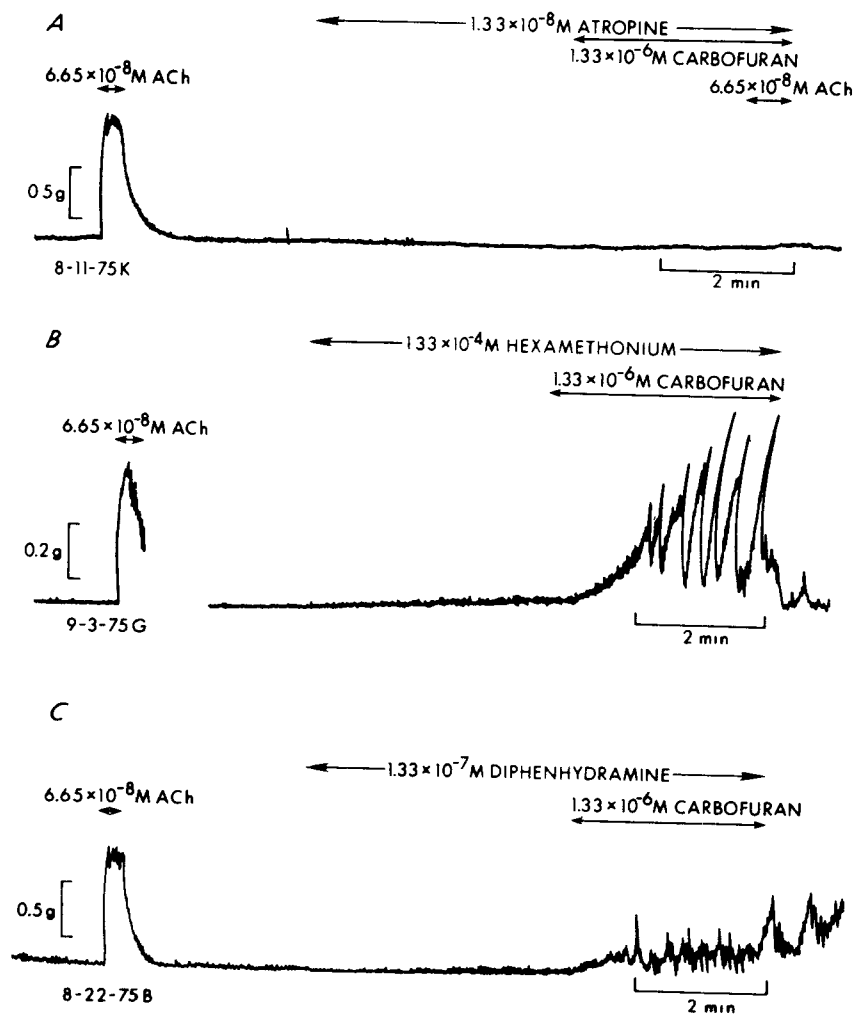 A
1.33×10⁻⁸M ATROPINE
1.33×10⁻⁶M CARBOFURAN
6.65×10⁻⁸M ACh
6.65×10⁻⁸M ACh
0.5g
8-11-75K
2 min
B
1.33×10⁻⁴M HEXAMETHONIUM
1.33×10⁻⁶M CARBOFURAN
6.65×10⁻⁸M ACh
0.2g
9-3-75G
2 min
C
1.33×10⁻⁷M DIPHENHYDRAMINE
6.65×10⁻⁸M ACh
1.33×10⁻⁶M CARBOFURAN
0.5g
8-22-75B
2 min